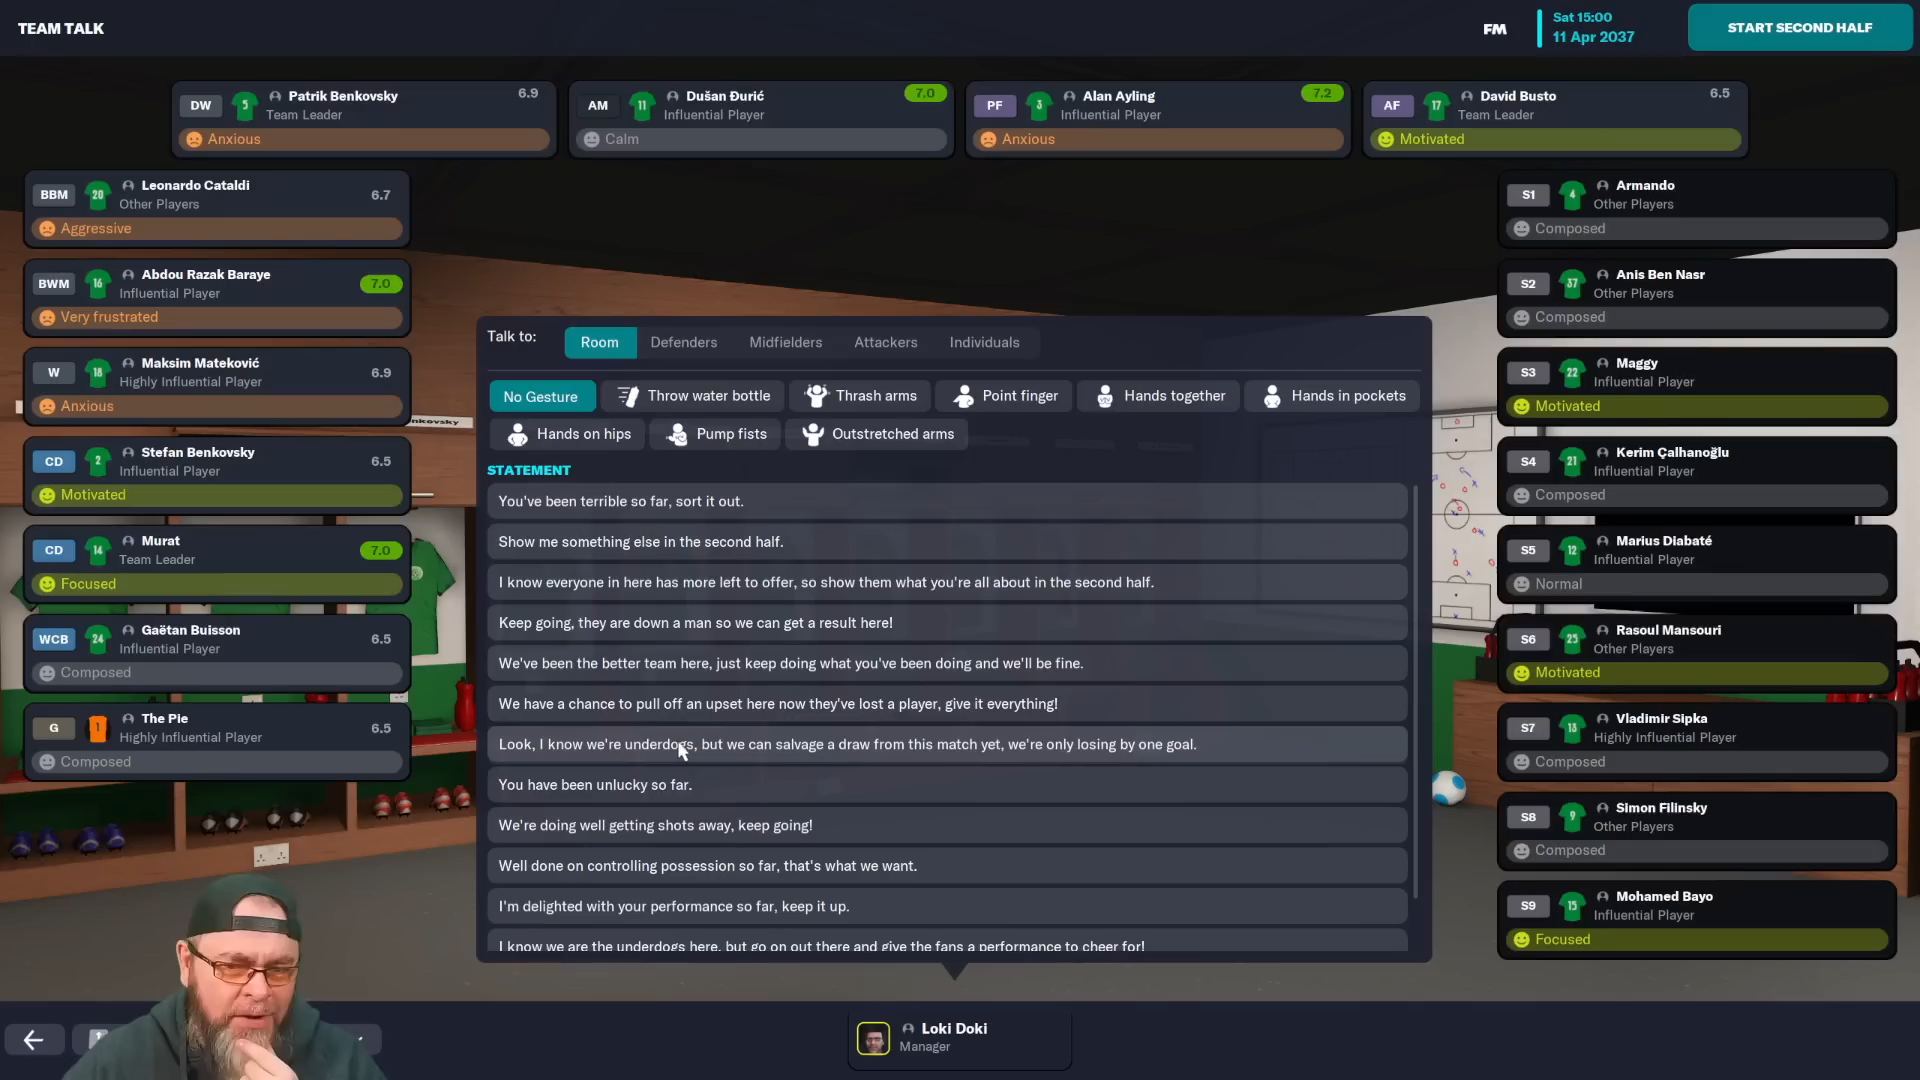 TEAM TALK
FM
Sat 15:00
11 Apr 2037
START SECOND HALF
DW
5
Patrik Benkovsky
Team Leader
6.9
Anxious
AM
11
Dušan Đurić
Influential Player
7.0
Calm
PF
3
Alan Ayling
Influential Player
7.2
Anxious
AF
17
David Busto
Team Leader
6.5
Motivated
BBM
20
Leonardo Cataldi
Other Players
6.7
Aggressive
BWM
16
Abdou Razak Baraye
Influential Player
7.0
Very frustrated
W
18
Maksim Mateković
Highly Influential Player
6.9
Anxious
CD
2
Stefan Benkovsky
Influential Player
6.5
Motivated
CD
14
Murat
Team Leader
7.0
Focused
WCB
24
Gaëtan Buisson
Influential Player
6.5
Composed
G
1
The Pie
Highly Influential Player
6.5
Composed
Talk to:
Room
Defenders
Midfielders
Attackers
Individuals
No Gesture
Throw water bottle
Thrash arms
Point finger
Hands together
Hands in pockets
Hands on hips
Pump fists
Outstretched arms
STATEMENT
You've been terrible so far, sort it out.
Show me something else in the second half.
I know everyone in here has more left to offer, so show them what you're all about in the second half.
Keep going, they are down a man so we can get a result here!
We've been the better team here, just keep doing what you've been doing and we'll be fine.
We have a chance to pull off an upset here now they've lost a player, give it everything!
Look, I know we're underdogs, but we can salvage a draw from this match yet, we're only losing by one goal.
You have been unlucky so far.
We're doing well getting shots away, keep going!
Well done on controlling possession so far, that's what we want.
I'm delighted with your performance so far, keep it up.
I know we are the underdogs here, but go on out there and give the fans a performance to cheer for!
S1
4
Armando
Other Players
Composed
S2
37
Anis Ben Nasr
Other Players
Composed
S3
22
Maggy
Influential Player
Motivated
S4
21
Kerim Çalhanoğlu
Influential Player
Composed
S5
12
Marius Diabaté
Influential Player
Normal
S6
25
Rasoul Mansouri
Other Players
Motivated
S7
13
Vladimir Sipka
Highly Influential Player
Composed
S8
9
Simon Filinsky
Other Players
Composed
S9
15
Mohamed Bayo
Influential Player
Focused
Loki Doki
Manager